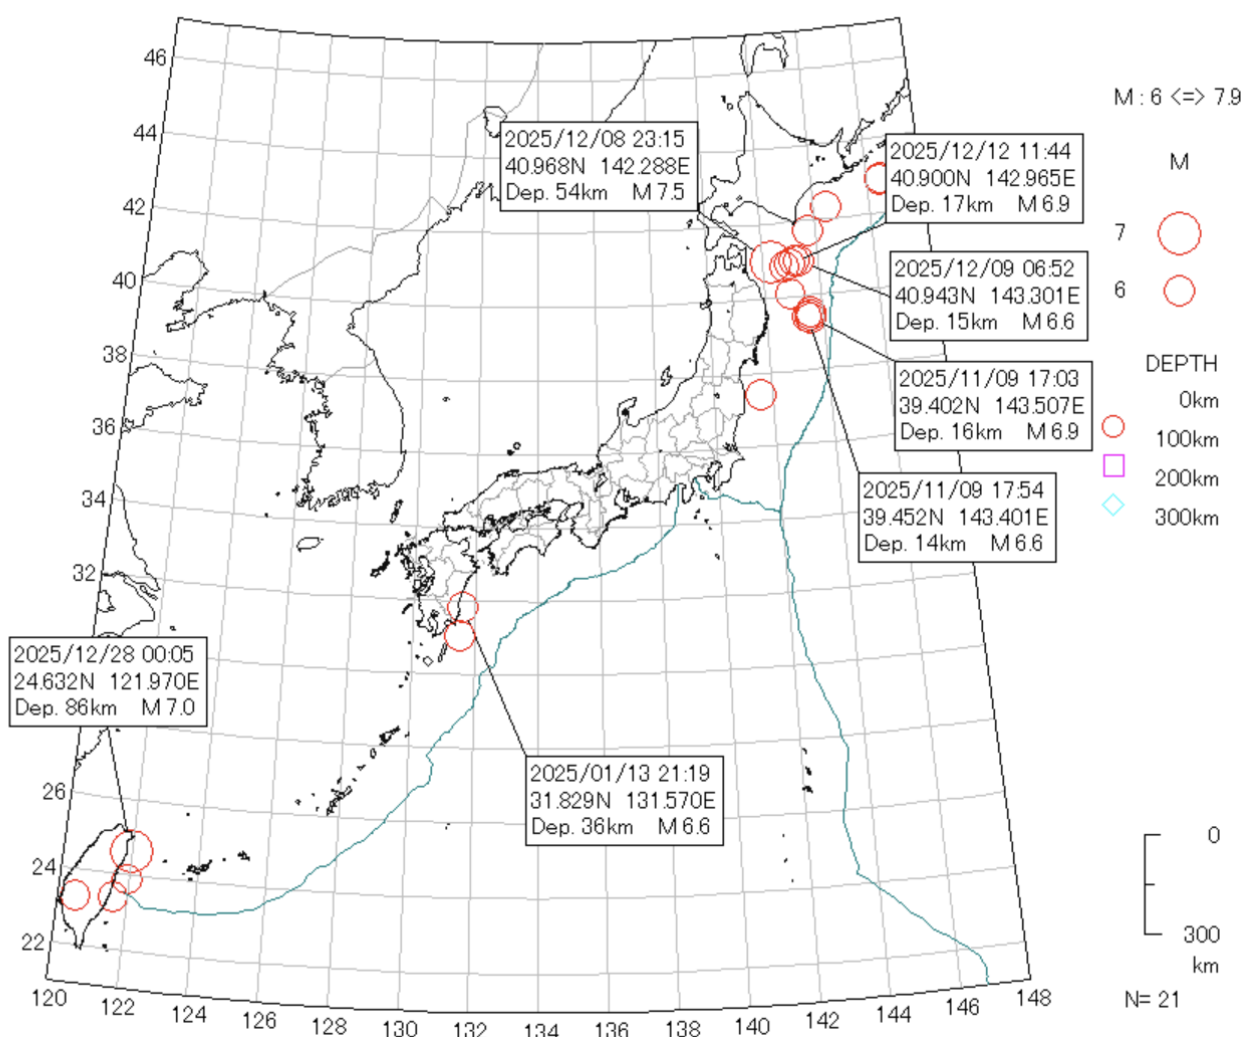 46
44
42
40
38
36
34
32
26
24
22
120
122
124
126
128
130
132
134
136
138
140
142
144
146
148
2025/12/08 23:15
40.968N 142.288E
Dep. 54km M 7.5
2025/12/12 11:44
40.900N 142.965E
Dep. 17km M 6.9
2025/12/09 06:52
40.943N 143.301E
Dep. 15km M 6.6
2025/11/09 17:03
39.402N 143.507E
Dep. 16km M 6.9
2025/11/09 17:54
39.452N 143.401E
Dep. 14km M 6.6
2025/12/28 00:05
24.632N 121.970E
Dep. 86km M 7.0
2025/01/13 21:19
31.829N 131.570E
Dep. 36km M 6.6
M : 6 <=> 7.9
M
7
6
DEPTH
0km
100km
200km
300km
0
300
km
N= 21